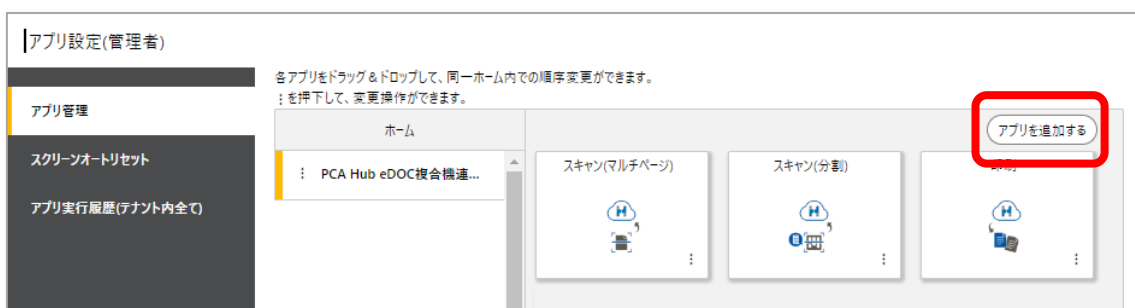 アプリ設定(管理者)
各アプリをドラッグ＆ドロップして、同一ホーム内での順序変更ができます。
︓を押下して、変更操作ができます。
アプリ管理
ホーム
アプリを追加する
スクリーンオートリセット
PCA Hub eDOC複合機連...
スキャン(マルチページ)
スキャン(分割)
アプリ実行履歴(テナント内全て)